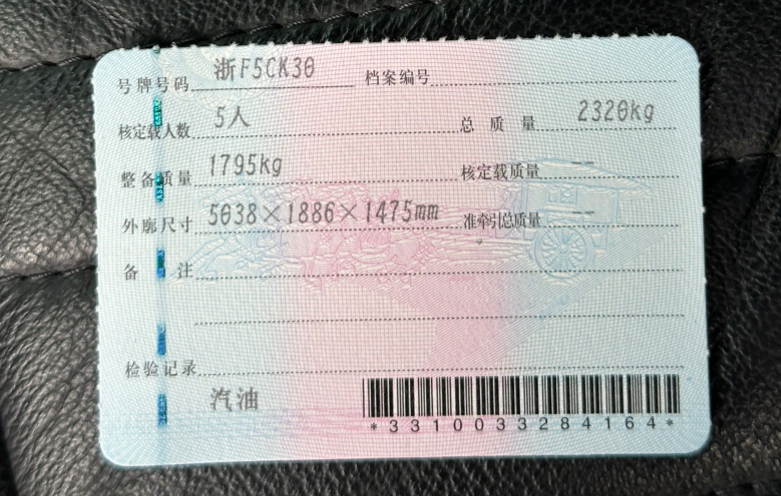 号牌号码 浙F5CK30 档案编号
核定载人数 5人 总质量 2320kg
整备质量 1795kg 核定载质量 --
外廓尺寸 5038×1886×1475mm 准牵引总质量 --
备注
检验记录
汽油
*3310033284164*